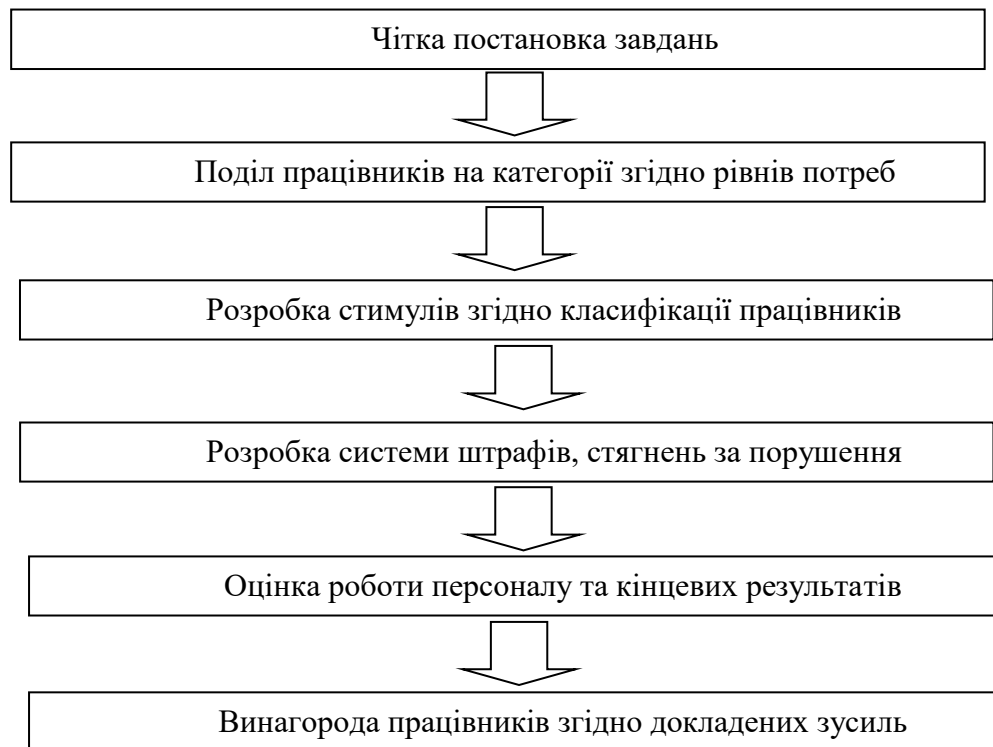 Чітка постановка завдань
Поділ працівників на категорії згідно рівнів потреб
Розробка стимулів згідно класифікації працівників
Розробка системи штрафів, стягнень за порушення
Оцінка роботи персоналу та кінцевих результатів
Винагорода працівників згідно докладених зусиль